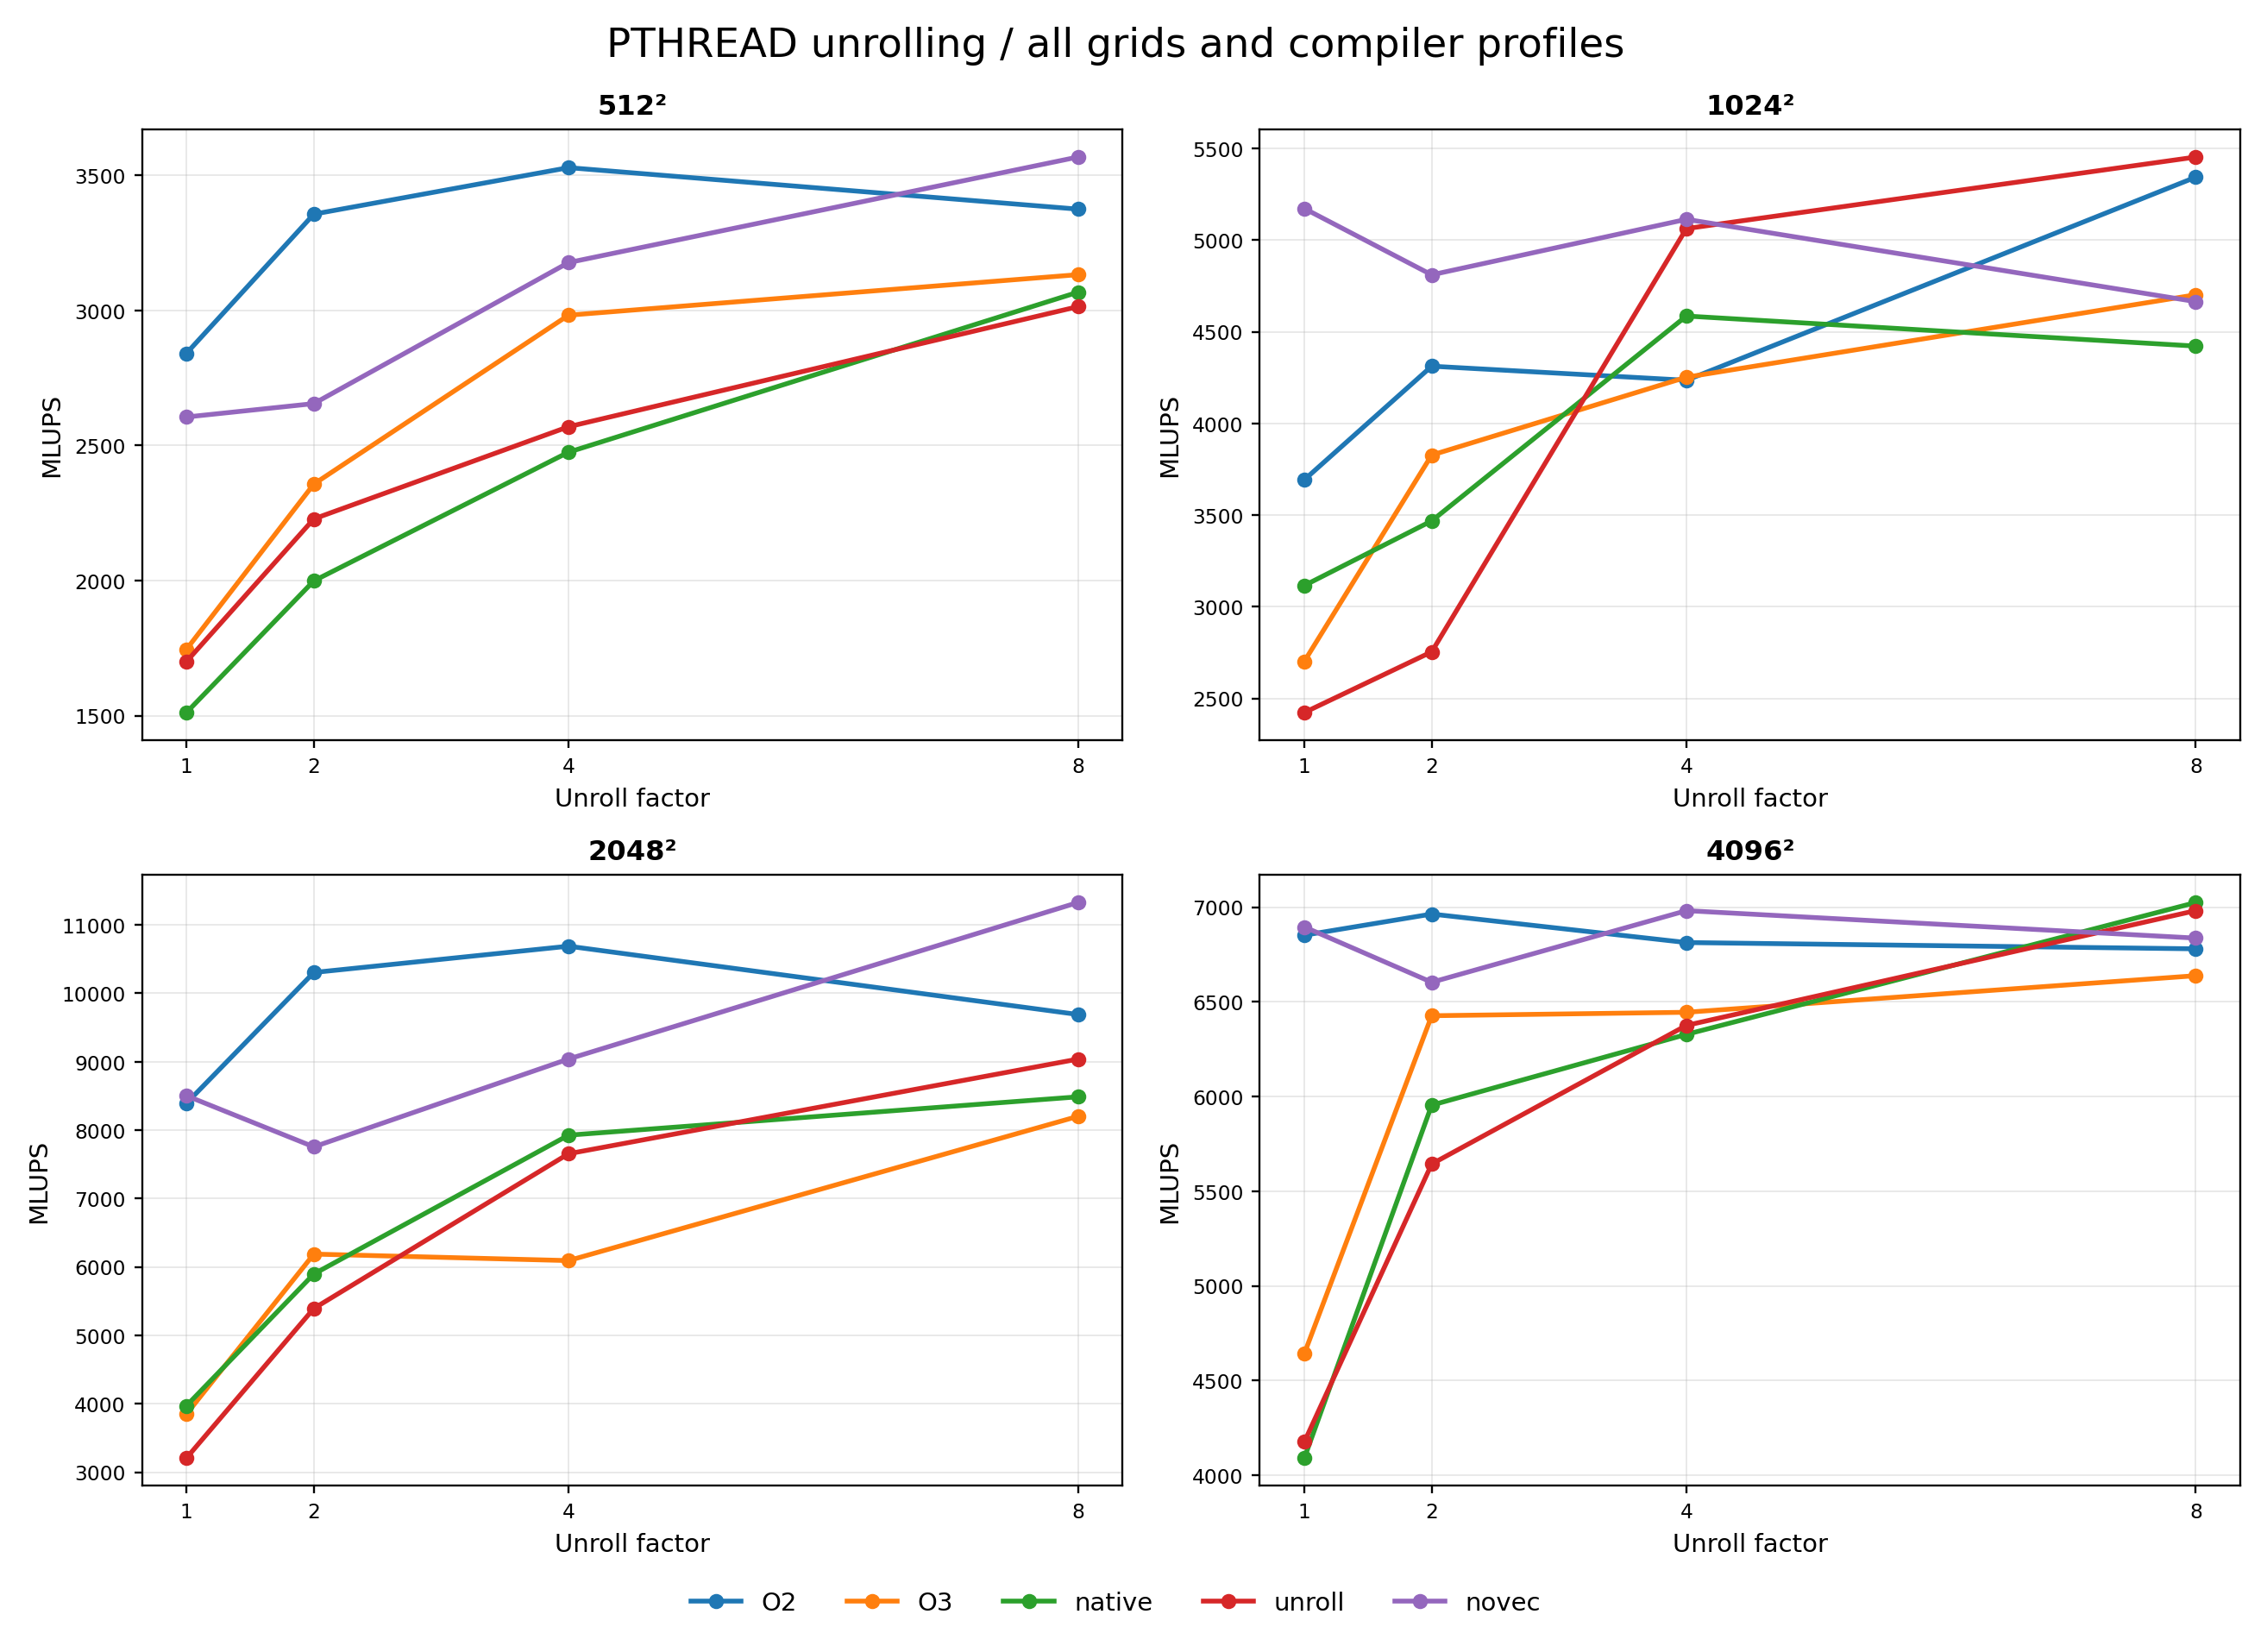 PTHREAD unrolling / all grids and compiler profiles
512²
MLUPS
3500
3000
2500
2000
1500
1 2 4 8
Unroll factor
1024²
MLUPS
5500
5000
4500
4000
3500
3000
2500
1 2 4 8
Unroll factor
2048²
MLUPS
11000
10000
9000
8000
7000
6000
5000
4000
3000
1 2 4 8
Unroll factor
4096²
MLUPS
7000
6500
6000
5500
5000
4500
4000
1 2 4 8
Unroll factor
O2 O3 native unroll novec